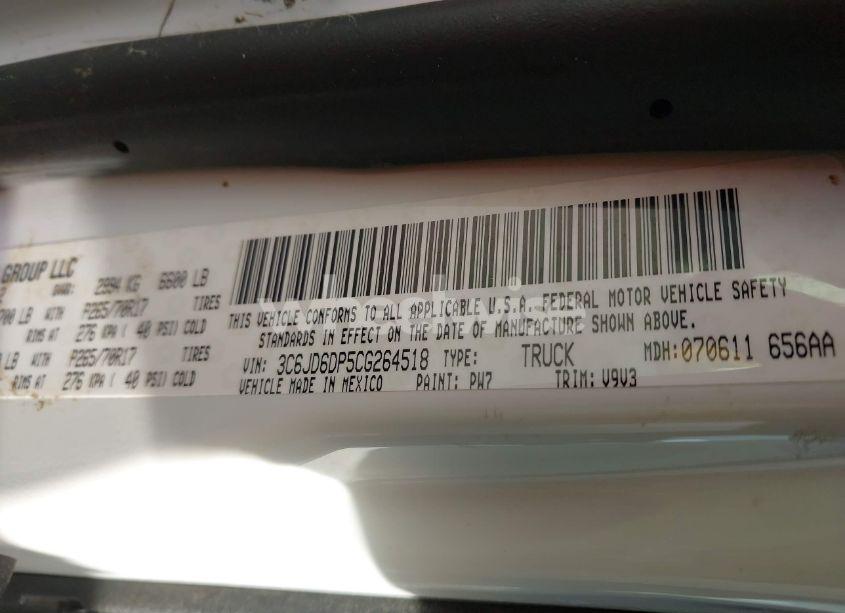 GROUP LLC
GVWR: 2994 KG 6600 LB
700 LB WITH P265/70R17 TIRES
RIMS AT 276 KPA ( 40 PSI) COLD
LB WITH P265/70R17 TIRES
RIMS AT 276 KPA ( 40 PSI) COLD
THIS VEHICLE CONFORMS TO ALL APPLICABLE U.S.A. FEDERAL MOTOR VEHICLE SAFETY
STANDARDS IN EFFECT ON THE DATE OF MANUFACTURE SHOWN ABOVE.
VIN: 3C6JD6DP5CG264518 TYPE: TRUCK MDH:070611 656AA
VEHICLE MADE IN MEXICO PAINT: PW7 TRIM: V9V3